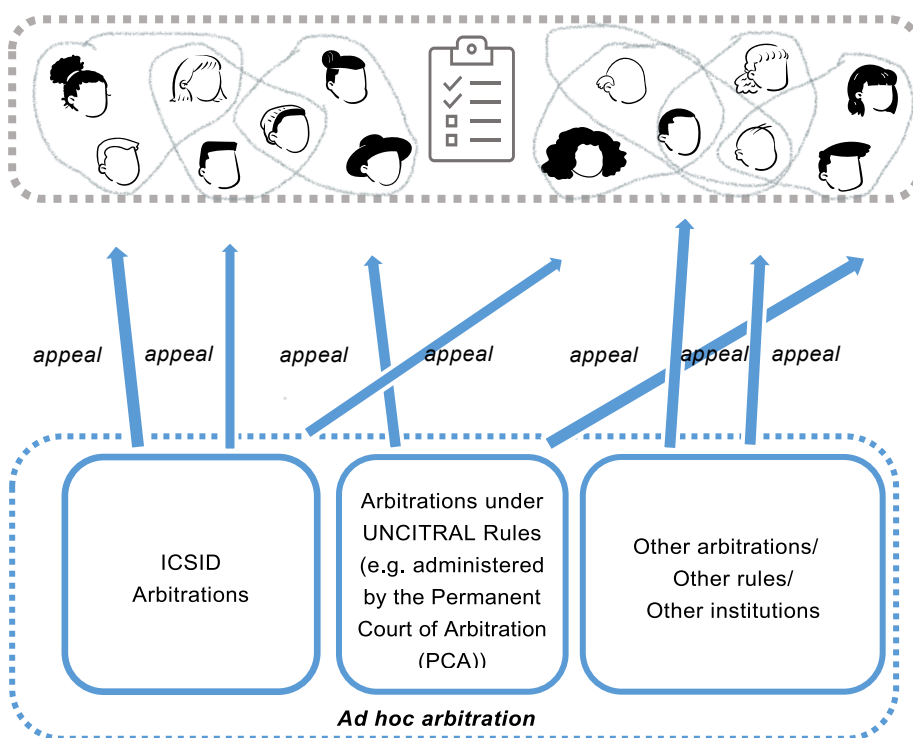 appeal appeal appeal appeal appeal appeal appeal
ICSID
Arbitrations
Arbitrations under
UNCITRAL Rules
(e.g. administered
by the Permanent
Court of Arbitration
(PCA))
Other arbitrations/
Other rules/
Other institutions
Ad hoc arbitration